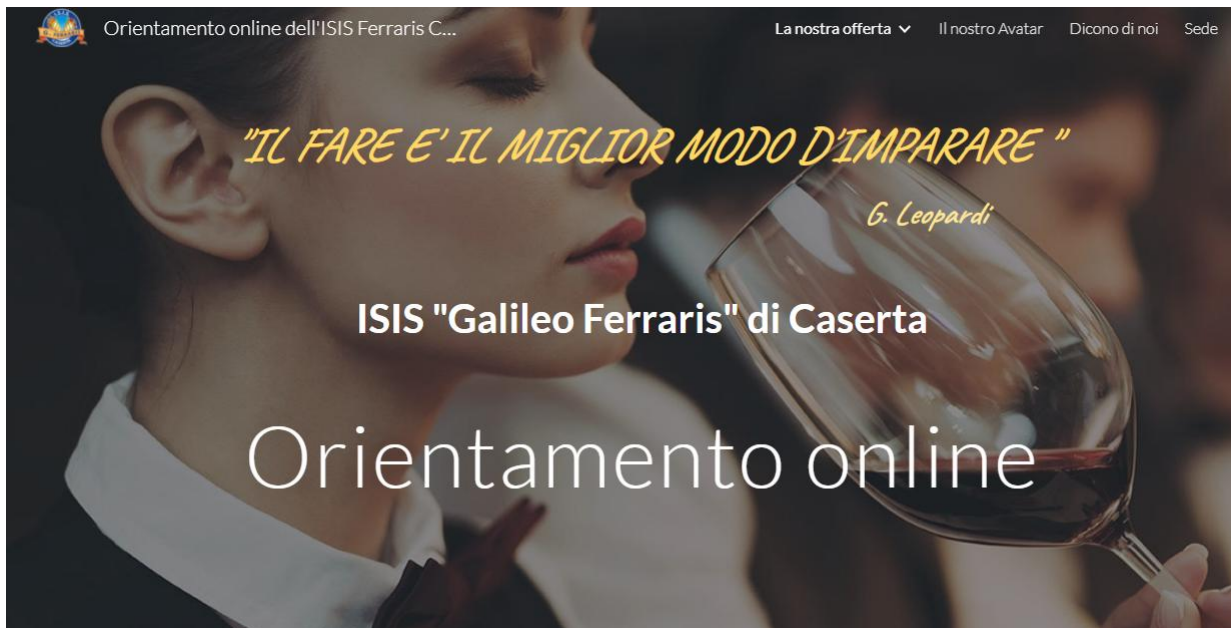 Orientamento online dell'ISIS Ferraris C...
La nostra offerta Il nostro Avatar Dicono di noi Sede
"IL FARE E' IL MIGLIOR MODO D'IMPARARE "
G. Leopardi
ISIS "Galileo Ferraris" di Caserta
Orientamento online